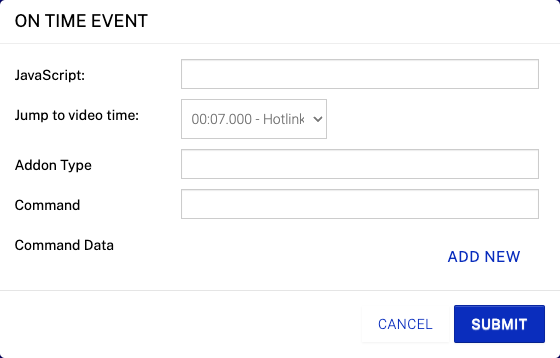 ON TIME EVENT
JavaScript:
Jump to video time:
00:07.000 - Hotlink
Addon Type
Command
Command Data
ADD NEW
CANCEL
SUBMIT